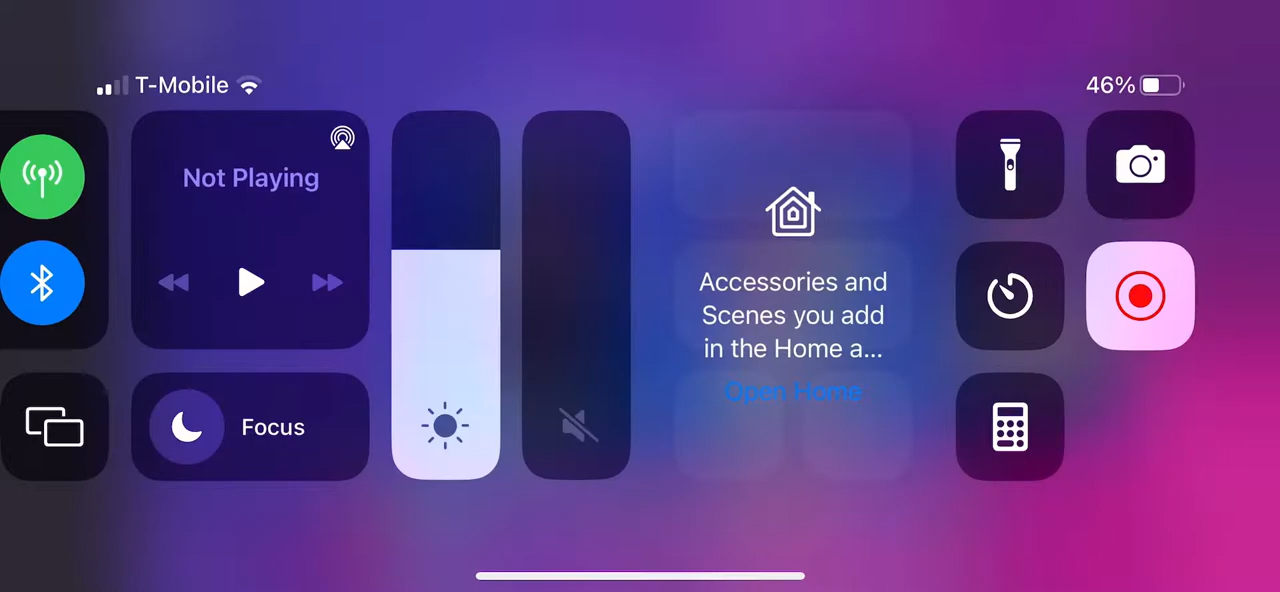 T-Mobile
46%
Not Playing
Accessories and
Scenes you add
in the Home a...
Open Home
Focus